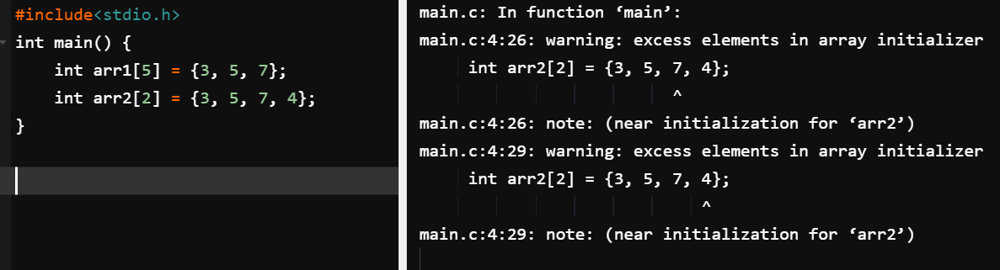 #include<stdio.h>
int main() {
    int arr1[5] = {3, 5, 7};
    int arr2[2] = {3, 5, 7, 4};
}
main.c: In function ‘main’:
main.c:4:26: warning: excess elements in array initializer
     int arr2[2] = {3, 5, 7, 4};
                          ^
main.c:4:26: note: (near initialization for ‘arr2’)
main.c:4:29: warning: excess elements in array initializer
     int arr2[2] = {3, 5, 7, 4};
                             ^
main.c:4:29: note: (near initialization for ‘arr2’)